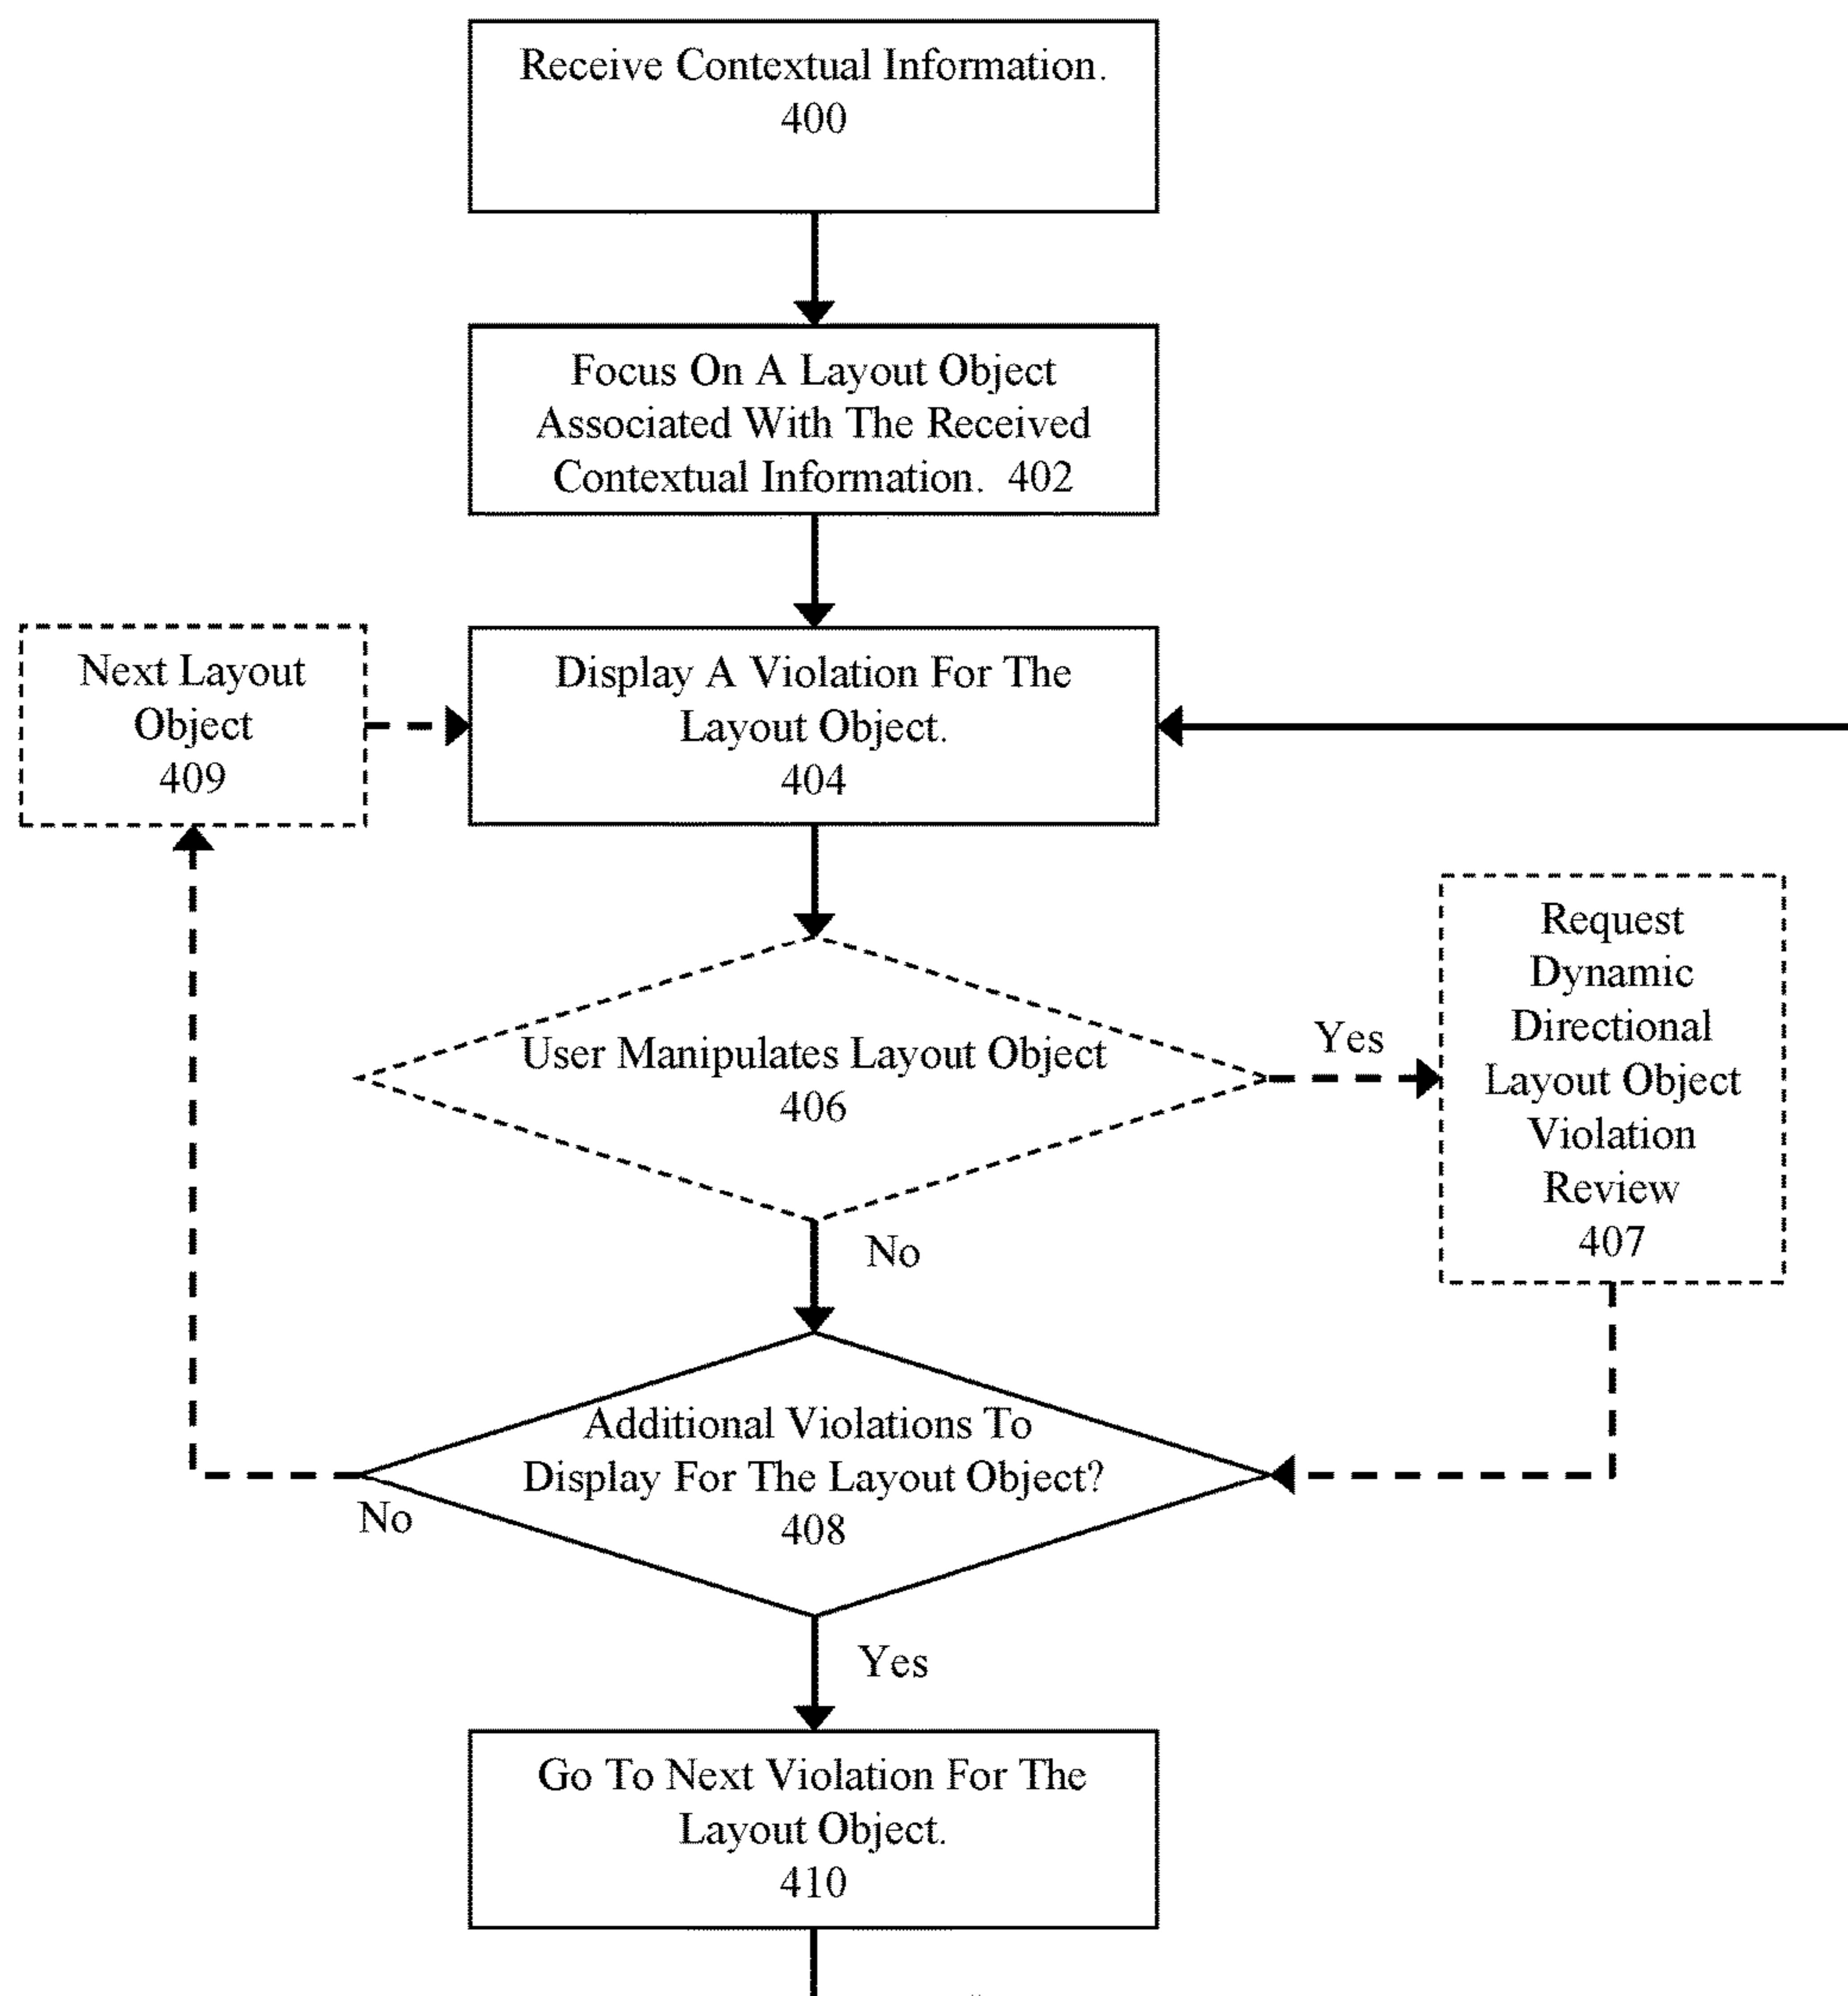 Receive Contextual Information.
400
Focus On A Layout Object
Associated With The Received
Contextual Information. 402
Next Layout
Object
409
Display A Violation For The
Layout Object.
404
User Manipulates Layout Object
406
Yes
Request
Dynamic
Directional
Layout Object
Violation
Review
407
No
Additional Violations To
Display For The Layout Object?
408
No
Yes
Go To Next Violation For The
Layout Object.
410